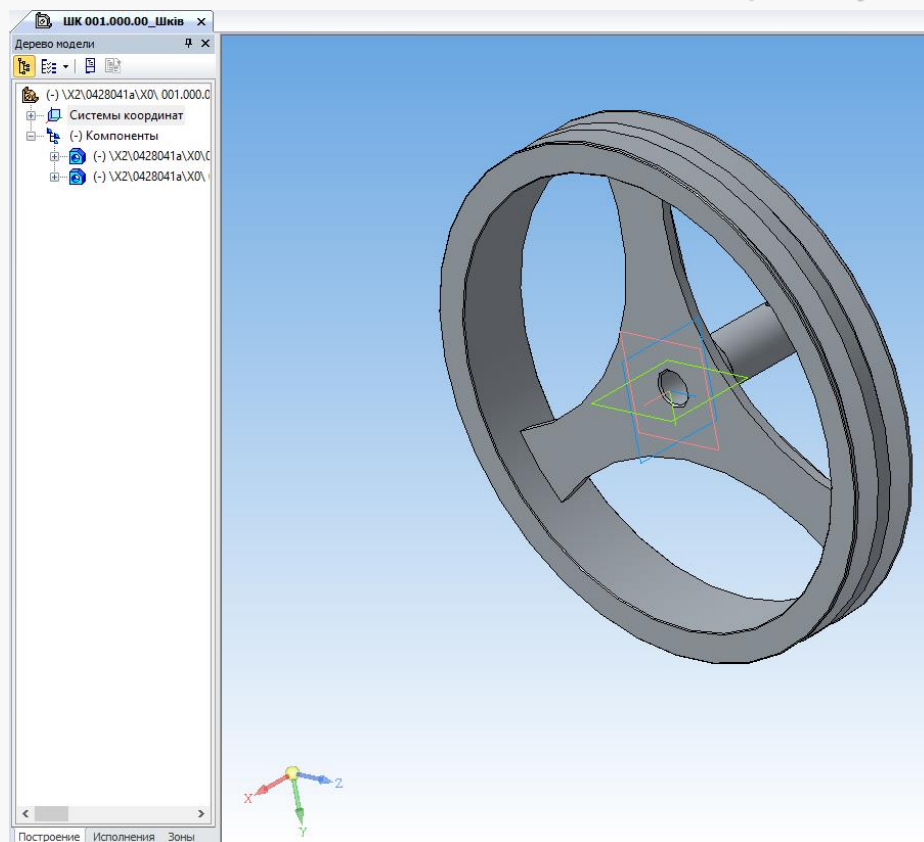 ШК 001.000.00_Шків
Дерево модели
(-) \X2\0428041a\X0\ 001.000.0
Системы координат
(-) Компоненты
(-) \X2\0428041a\X0\0
(-) \X2\0428041a\X0\
X
Z
Y
Построение Исполнения Зоны